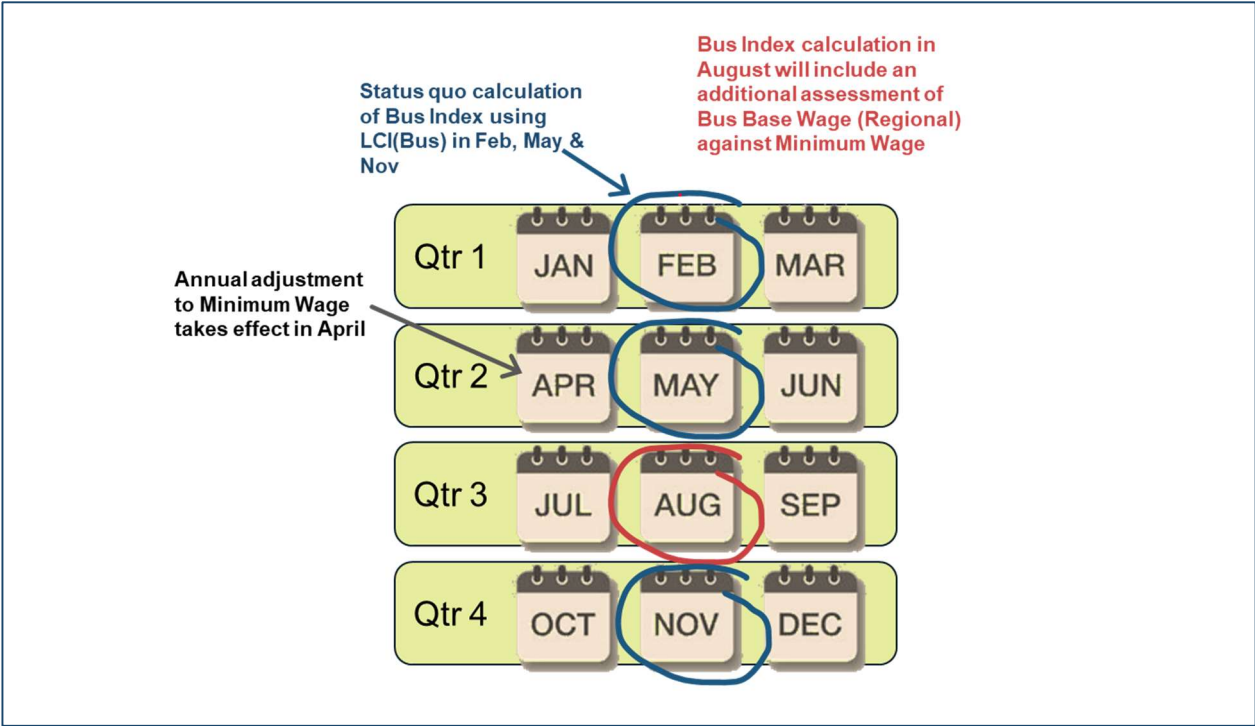 Bus Index calculation in
August will include an
additional assessment of
Bus Base Wage (Regional)
against Minimum Wage
Status quo calculation
of Bus Index using
LCI(Bus) in Feb, May &
Nov
Annual adjustment
to Minimum Wage
takes effect in April
Qtr 1 JAN FEB MAR
Qtr 2 APR MAY JUN
Qtr 3 JUL AUG SEP
Qtr 4 OCT NOV DEC